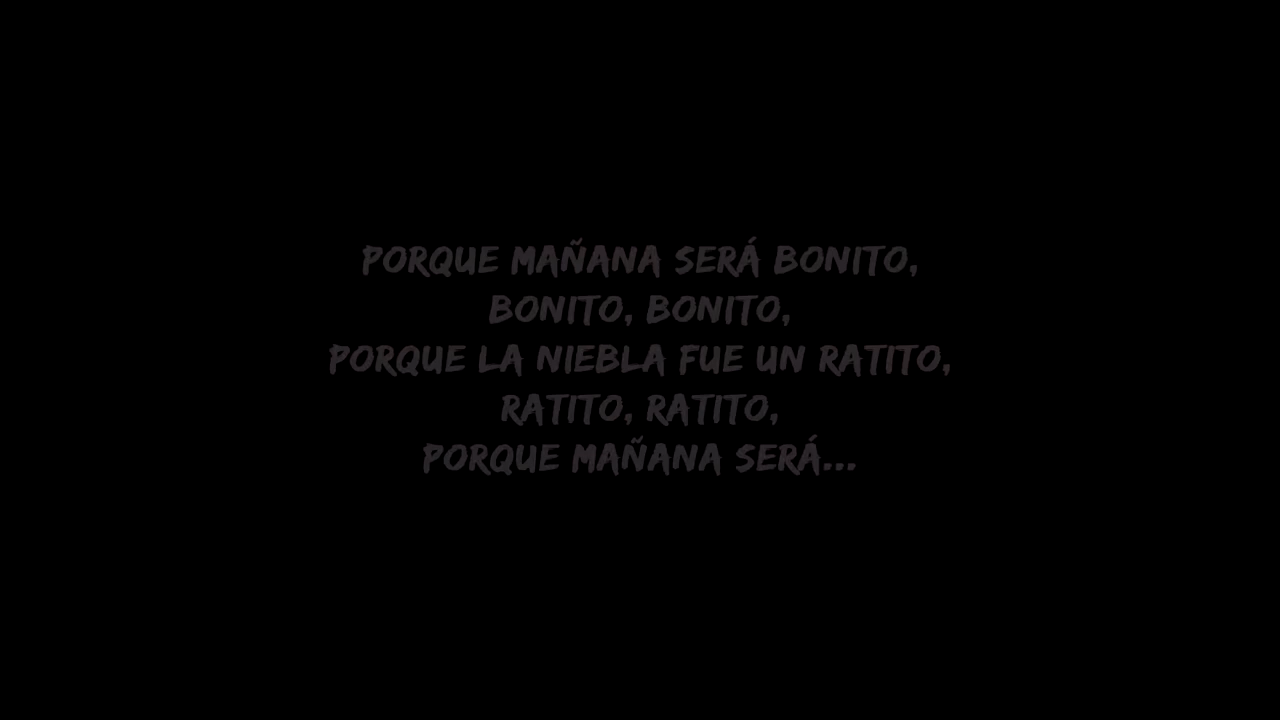 PORQUE MAÑANA SERÁ BONITO,
BONITO, BONITO,
PORQUE LA NIEBLA FUE UN RATITO,
RATITO, RATITO,
PORQUE MAÑANA SERÁ...